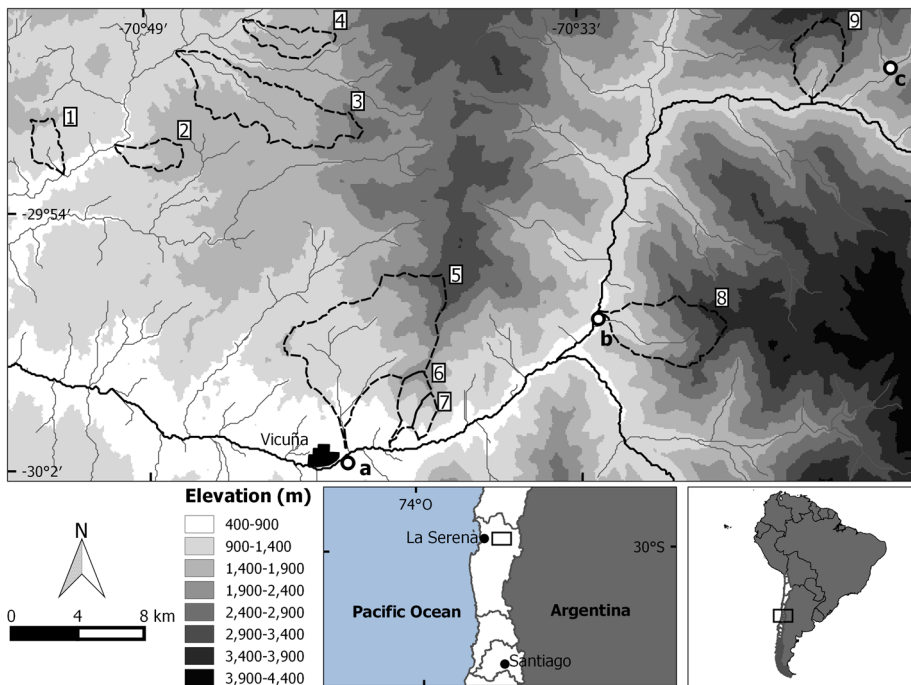 -70°49′
-70°33′
4
9
c
3
1
2
-29°54′
5
8
b
6
7
Vicuña
a
-30°2′
Elevation (m)
400-900
900-1,400
1,400-1,900
1,900-2,400
2,400-2,900
2,900-3,400
3,400-3,900
3,900-4,400
N
0 4 8 km
74°O
La Serena
30°S
Pacific Ocean
Argentina
Santiago